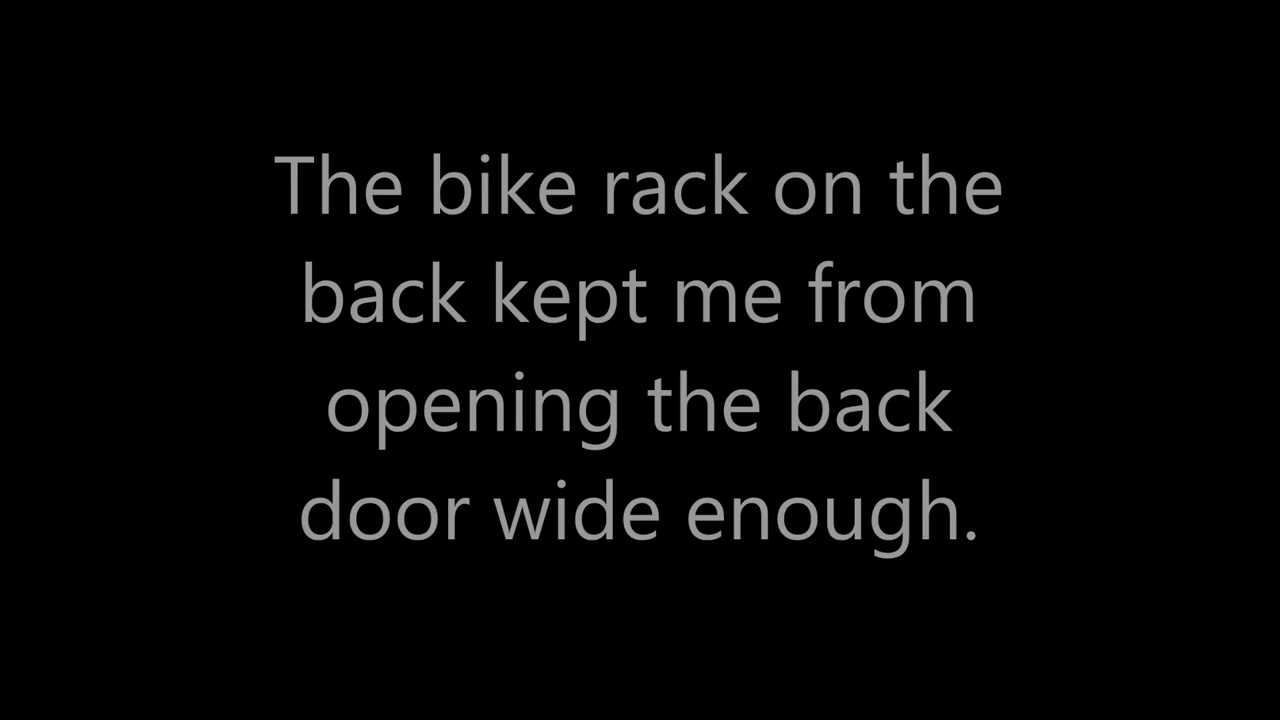 The bike rack on the
back kept me from
opening the back
door wide enough.